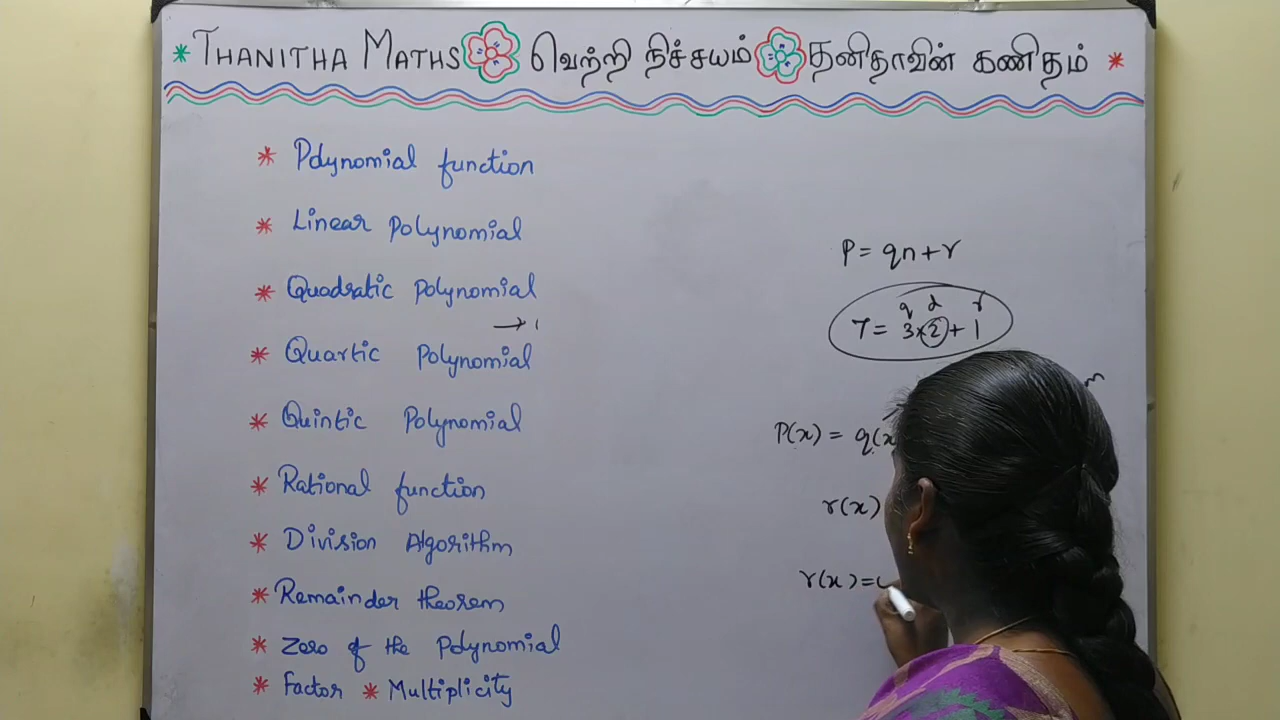 * THANITHA MATHS வெற்றி நிச்சயம் தனிதாவின் கணிதம் *
* Polynomial function
* Linear polynomial
* Quadratic polynomial
* Quartic polynomial
* Quintic Polynomial
* Rational function
* Division Algorithm
* Remainder theorem
* Zero of the Polynomial
* Factor * Multiplicity
P = qn + r
q d r
7 = 3×2 + 1
P(x) = q(x
r(x)
r(x) =